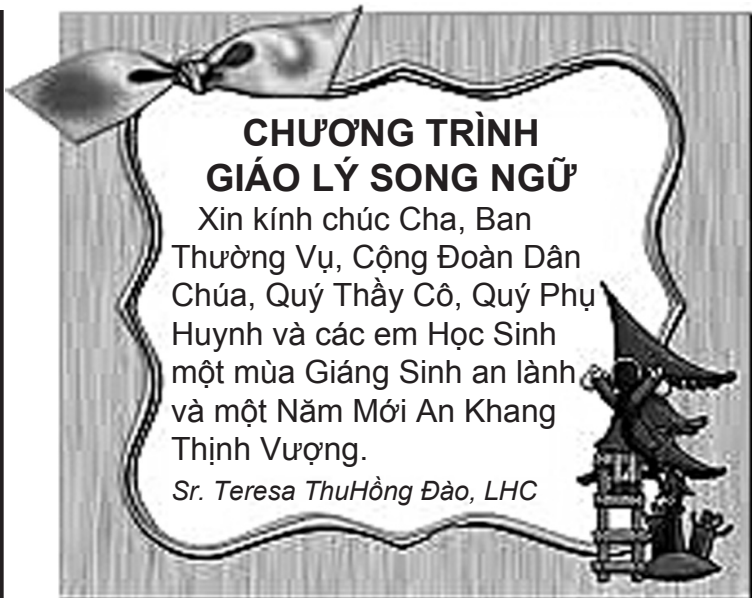 CHƯƠNG TRÌNH
GIÁO LÝ SONG NGỮ
Xin kính chúc Cha, Ban
Thường Vụ, Cộng Đoàn Dân
Chúa, Quý Thầy Cô, Quý Phụ
Huynh và các em Học Sinh
một mùa Giáng Sinh an lành
và một Năm Mới An Khang
Thịnh Vượng.
Sr. Teresa ThuHồng Đào, LHC